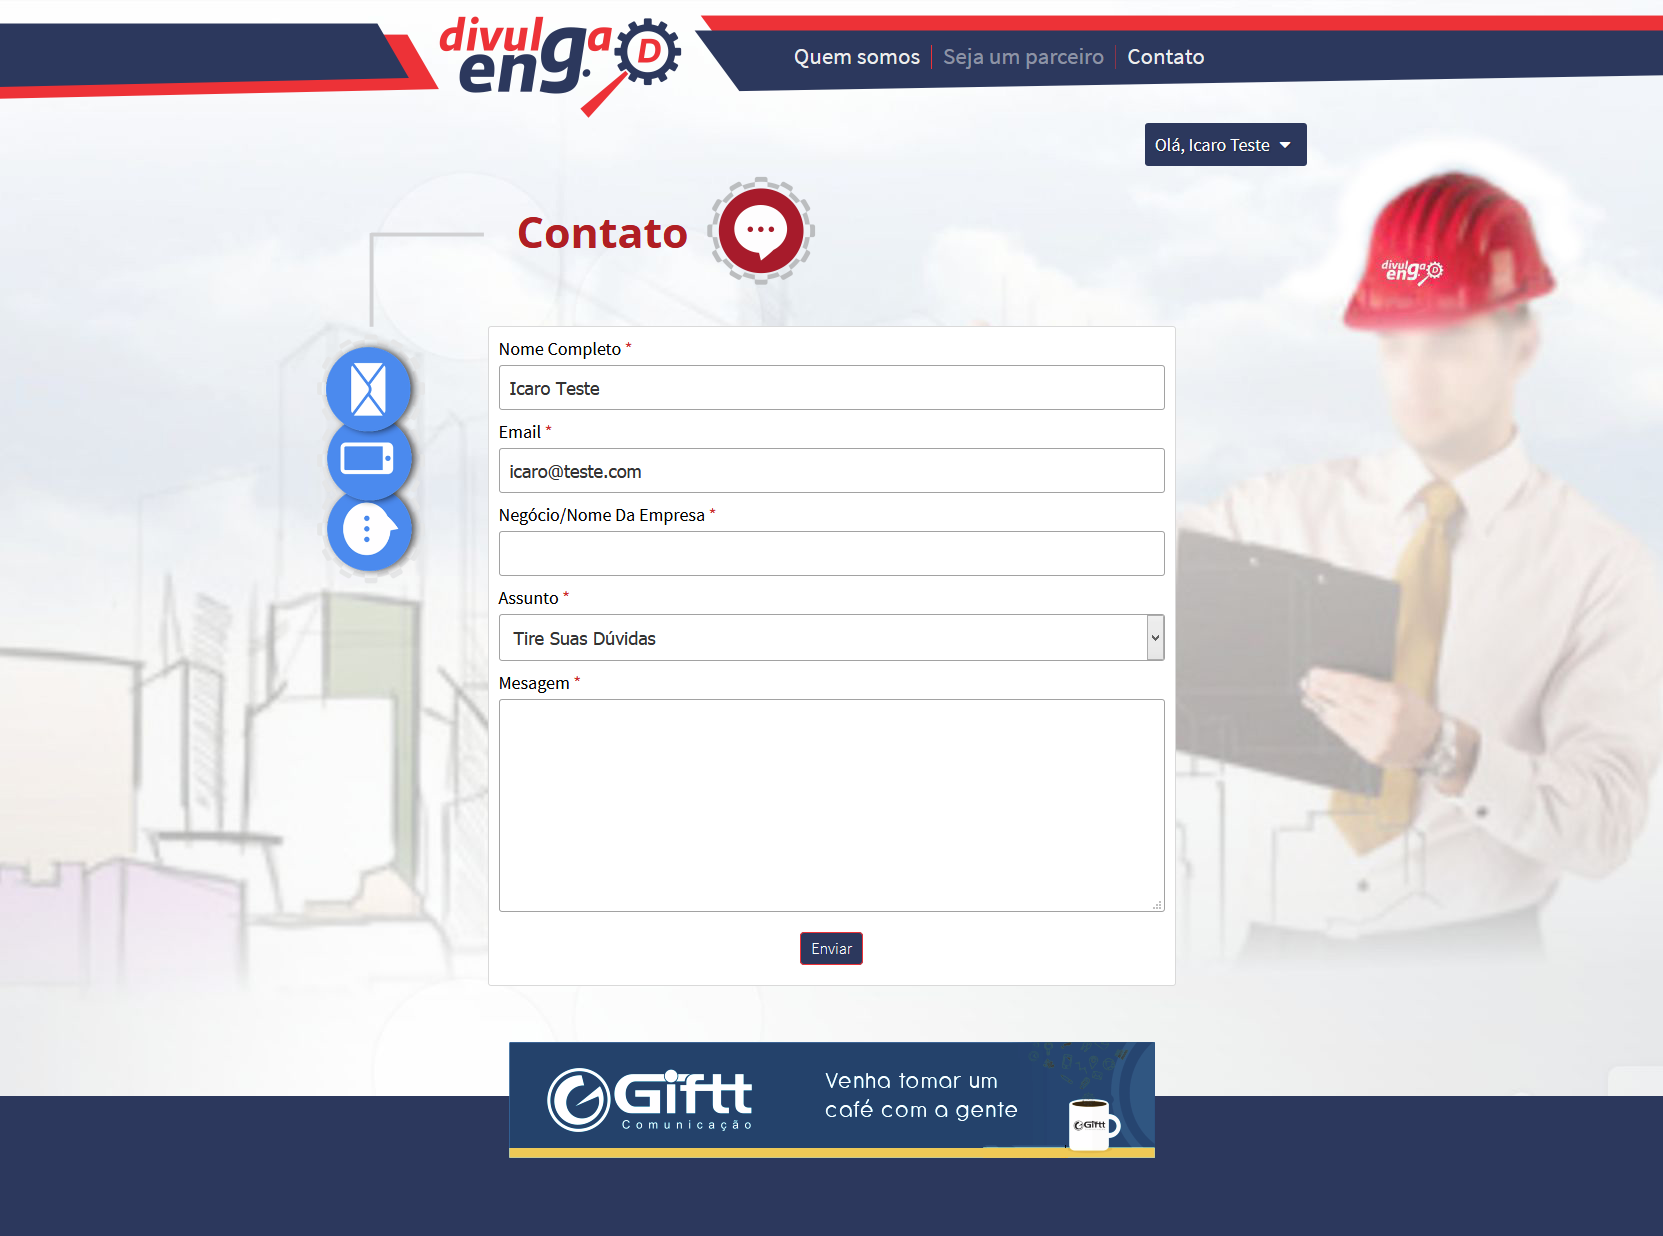 divulga
eng.
D
Quem somos
Seja um parceiro
Contato
Olá, Icaro Teste
Contato
divulga
eng.
D
Nome Completo *
Icaro Teste
Email *
icaro@teste.com
Negócio/Nome Da Empresa *
Assunto *
Tire Suas Dúvidas
Mesagem *
Enviar
Giftt
Comunicação
Venha tomar um
café com a gente
Giftt